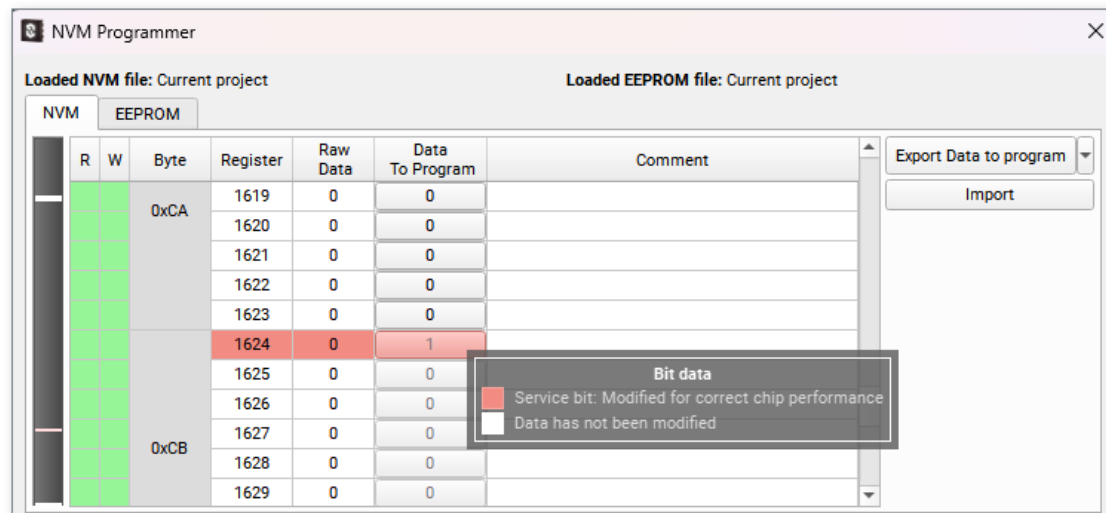 NVM Programmer
Loaded NVM file: Current project Loaded EEPROM file: Current project
NVM EEPROM
R W Byte Register Raw Data Data To Program Comment
Export Data to program
Import
0xCA
1619 0 0
1620 0 0
1621 0 0
1622 0 0
1623 0 0
0xCB
1624 0 1
1625 0 0
1626 0 0
1627 0 0
1628 0 0
1629 0 0
Bit data
Service bit: Modified for correct chip performance
Data has not been modified